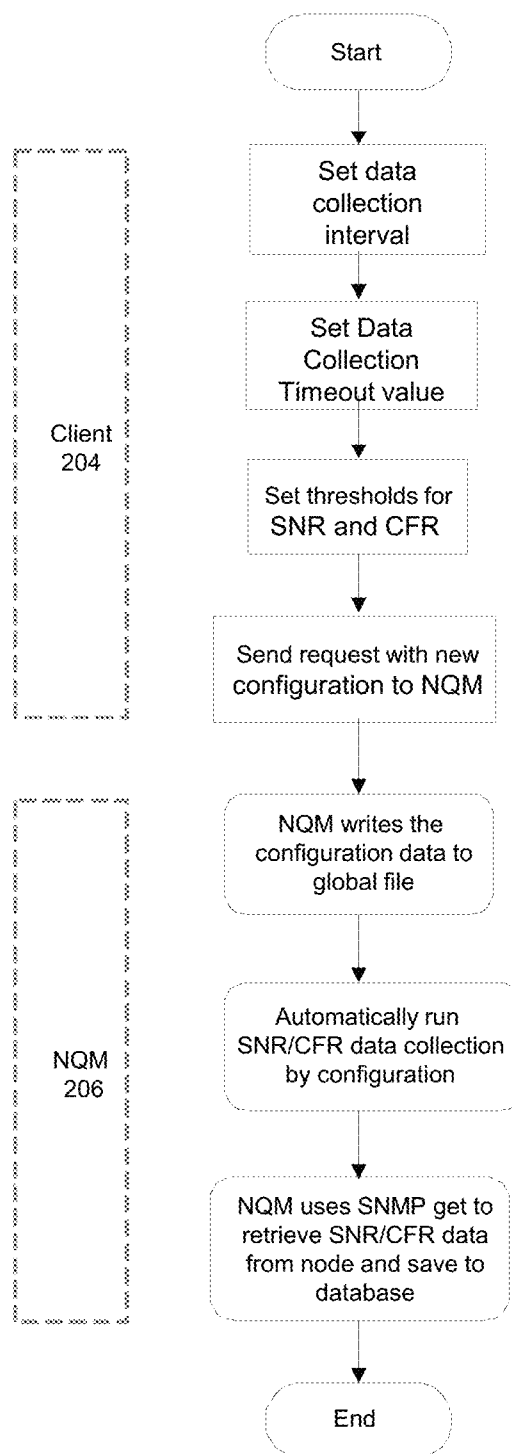 Start
Set data
collection
interval
Set Data
Collection
Timeout value
Client
204
Set thresholds for
SNR and CFR
Send request with new
configuration to NQM
NQM writes the
configuration data to
global file
Automatically run
SNR/CFR data collection
by configuration
NQM
206
NQM uses SNMP get to
retrieve SNR/CFR data
from node and save to
database
End